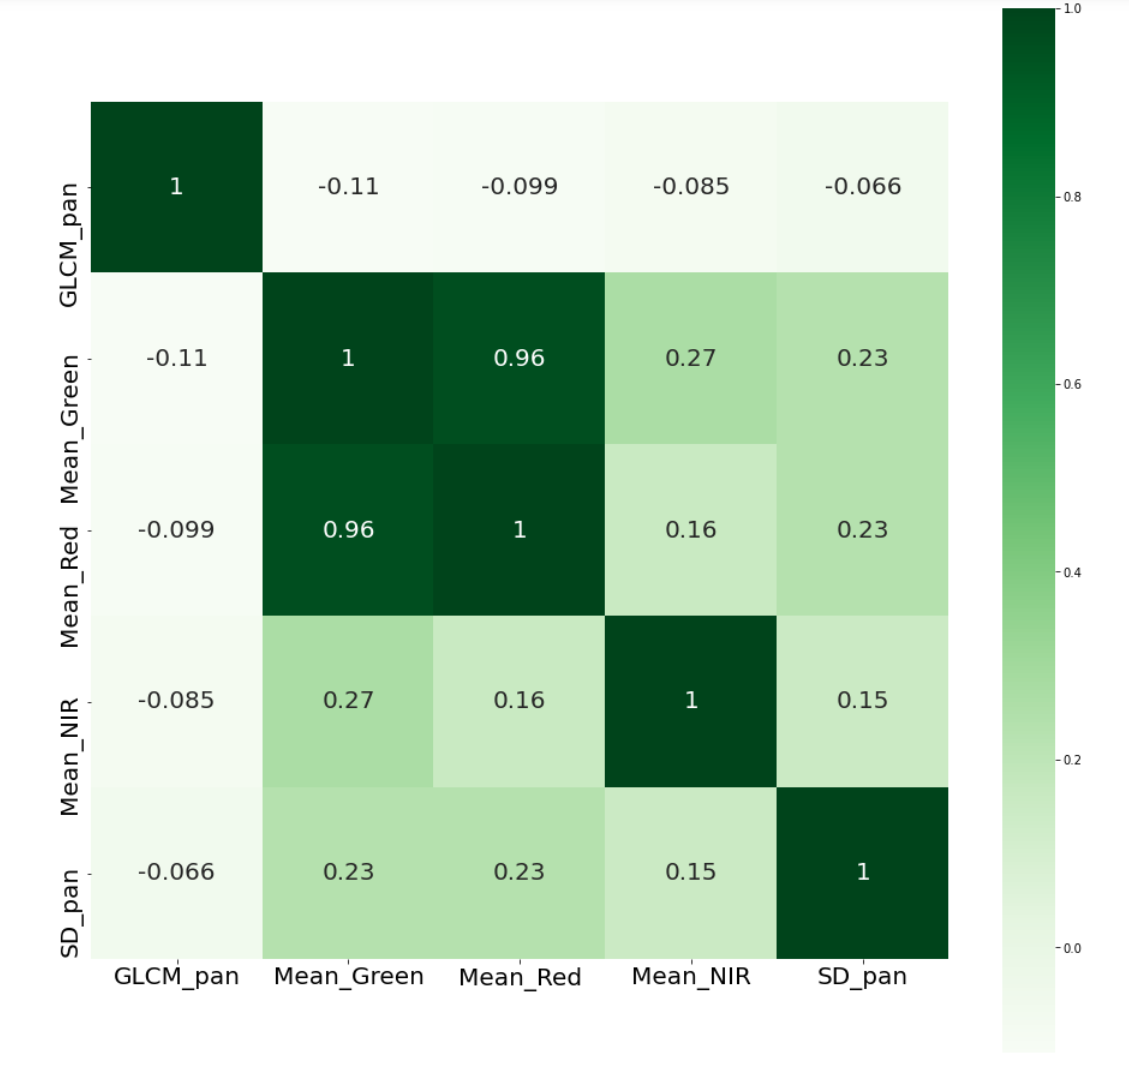 1.0
GLCM_pan 1 -0.11 -0.099 -0.085 -0.066
0.8
Mean_Green -0.11 1 0.96 0.27 0.23
0.6
Mean_Red -0.099 0.96 1 0.16 0.23
0.4
Mean_NIR -0.085 0.27 0.16 1 0.15
0.2
SD_pan -0.066 0.23 0.23 0.15 1
0.0
GLCM_pan Mean_Green Mean_Red Mean_NIR SD_pan